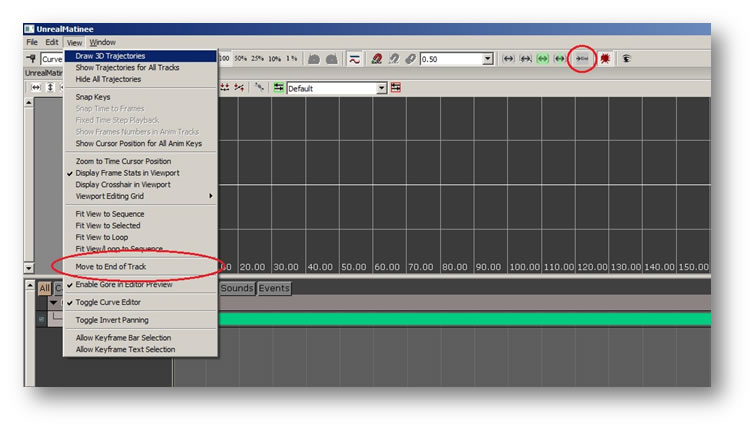 UnrealMatinee
File Edit View Window
Curve
100 50% 25% 10% 1% 0.50 End
Draw 3D Trajectories
Show Trajectories for All Tracks
Hide All Trajectories
UnrealMatin
Default
Snap Keys
Snap Time to Frames
Fixed Time Step Playback
Show Frames Numbers in Anim Tracks
Show Cursor Position for All Anim Keys
Zoom to Time Cursor Position
Display Frame Stats in Viewport
Display Crosshair in Viewport
Viewport Editing Grid
Fit View to Sequence
Fit View to Selected
Fit View to Loop
Fit View/Loop to Sequence
Move to End of Track
20.00 30.00 40.00 50.00 60.00 70.00 80.00 90.00 100.00 110.00 120.00 130.00 140.00 150.00
Enable Gore in Editor Preview
All Sounds Events
Toggle Curve Editor
Toggle Invert Panning
Allow Keyframe Bar Selection
Allow Keyframe Text Selection